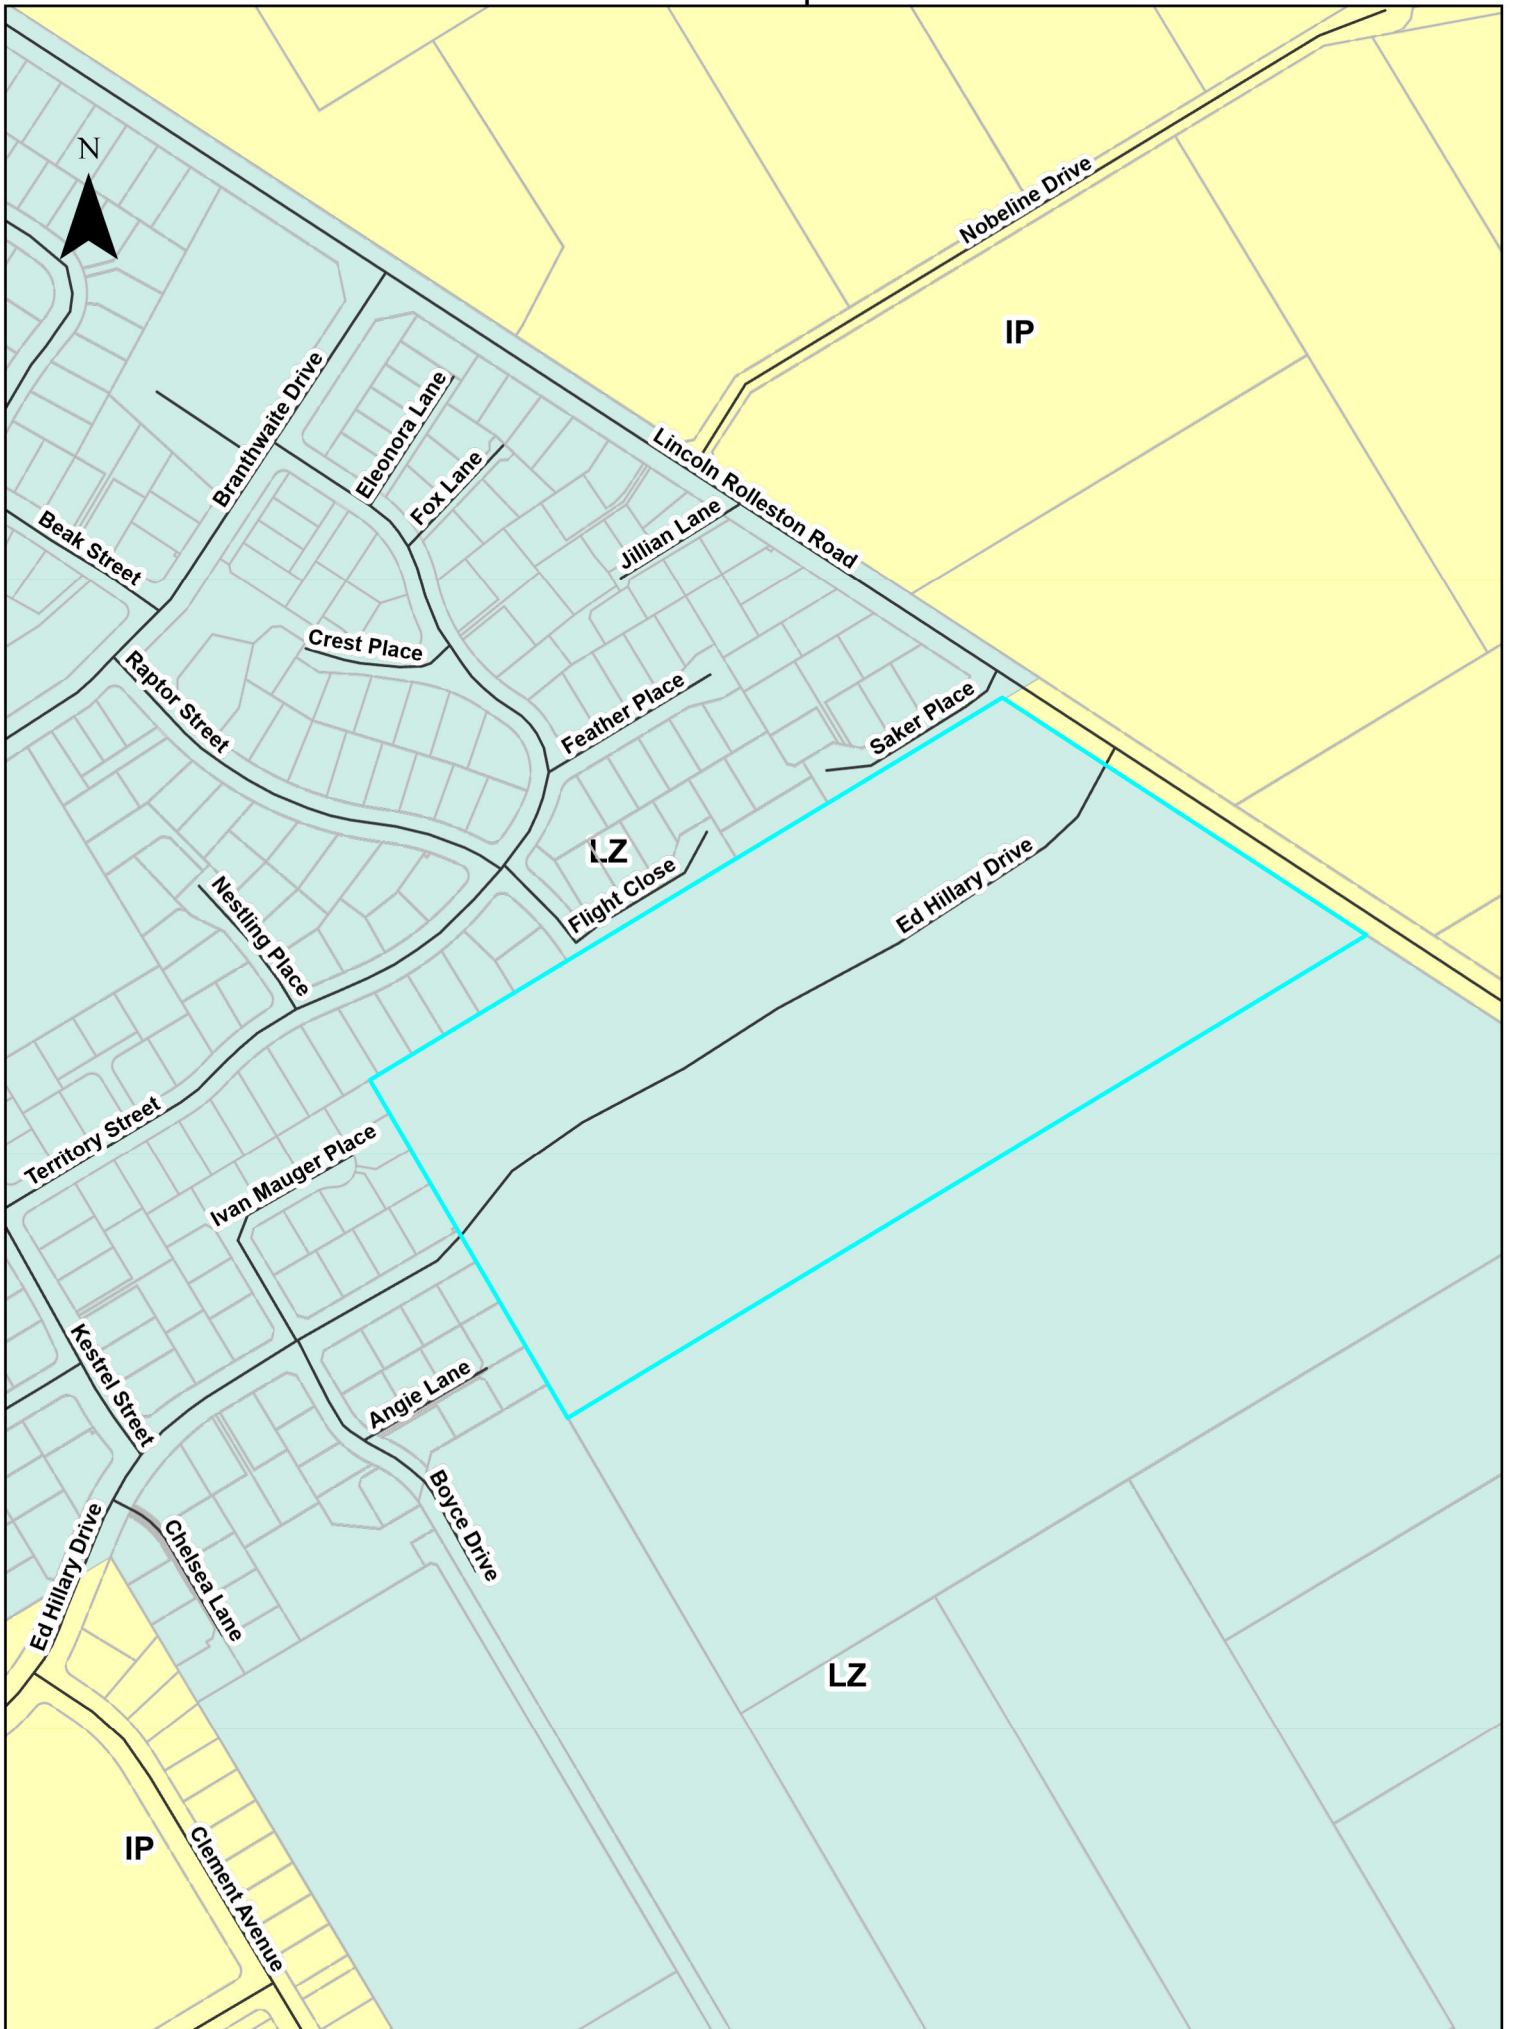 N
Nobeline Drive
IP
Branthwaite Drive
Eleonora Lane
Fox Lane
Lincoln Rolleston Road
Jillian Lane
Beak Street
Crest Place
Raptor Street
Feather Place
Saker Place
LZ
Flight Close
Ed Hillary Drive
Nestling Place
Territory Street
Ivan Mauger Place
Kestrel Street
Angie Lane
Boyce Drive
Chelsea Lane
Ed Hillary Drive
LZ
IP
Clement Avenue